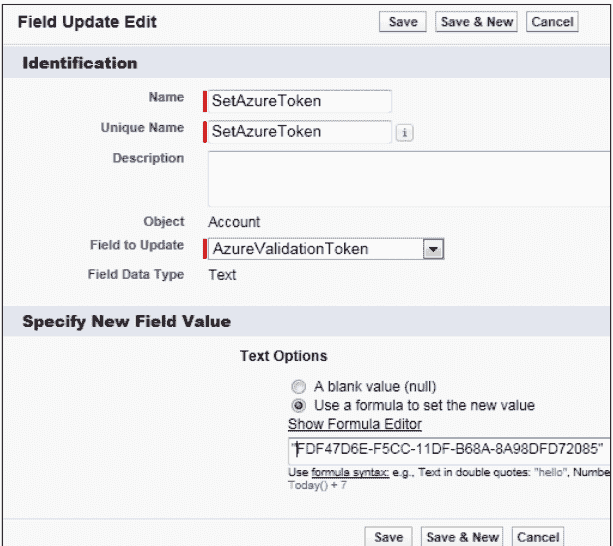 Field Update Edit Save Save & New Cancel
Identification
Name SetAzureToken
Unique Name SetAzureToken i
Description
Object Account
Field to Update AzureValidationToken
Field Data Type Text
Specify New Field Value
Text Options
A blank value (null)
Use a formula to set the new value
Show Formula Editor
"FDF47D6E-F5CC-11DF-B68A-8A98DFD72085"
Use formula syntax: e.g., Text in double quotes: "hello", Numbe
Today() + 7
Save Save & New Cancel